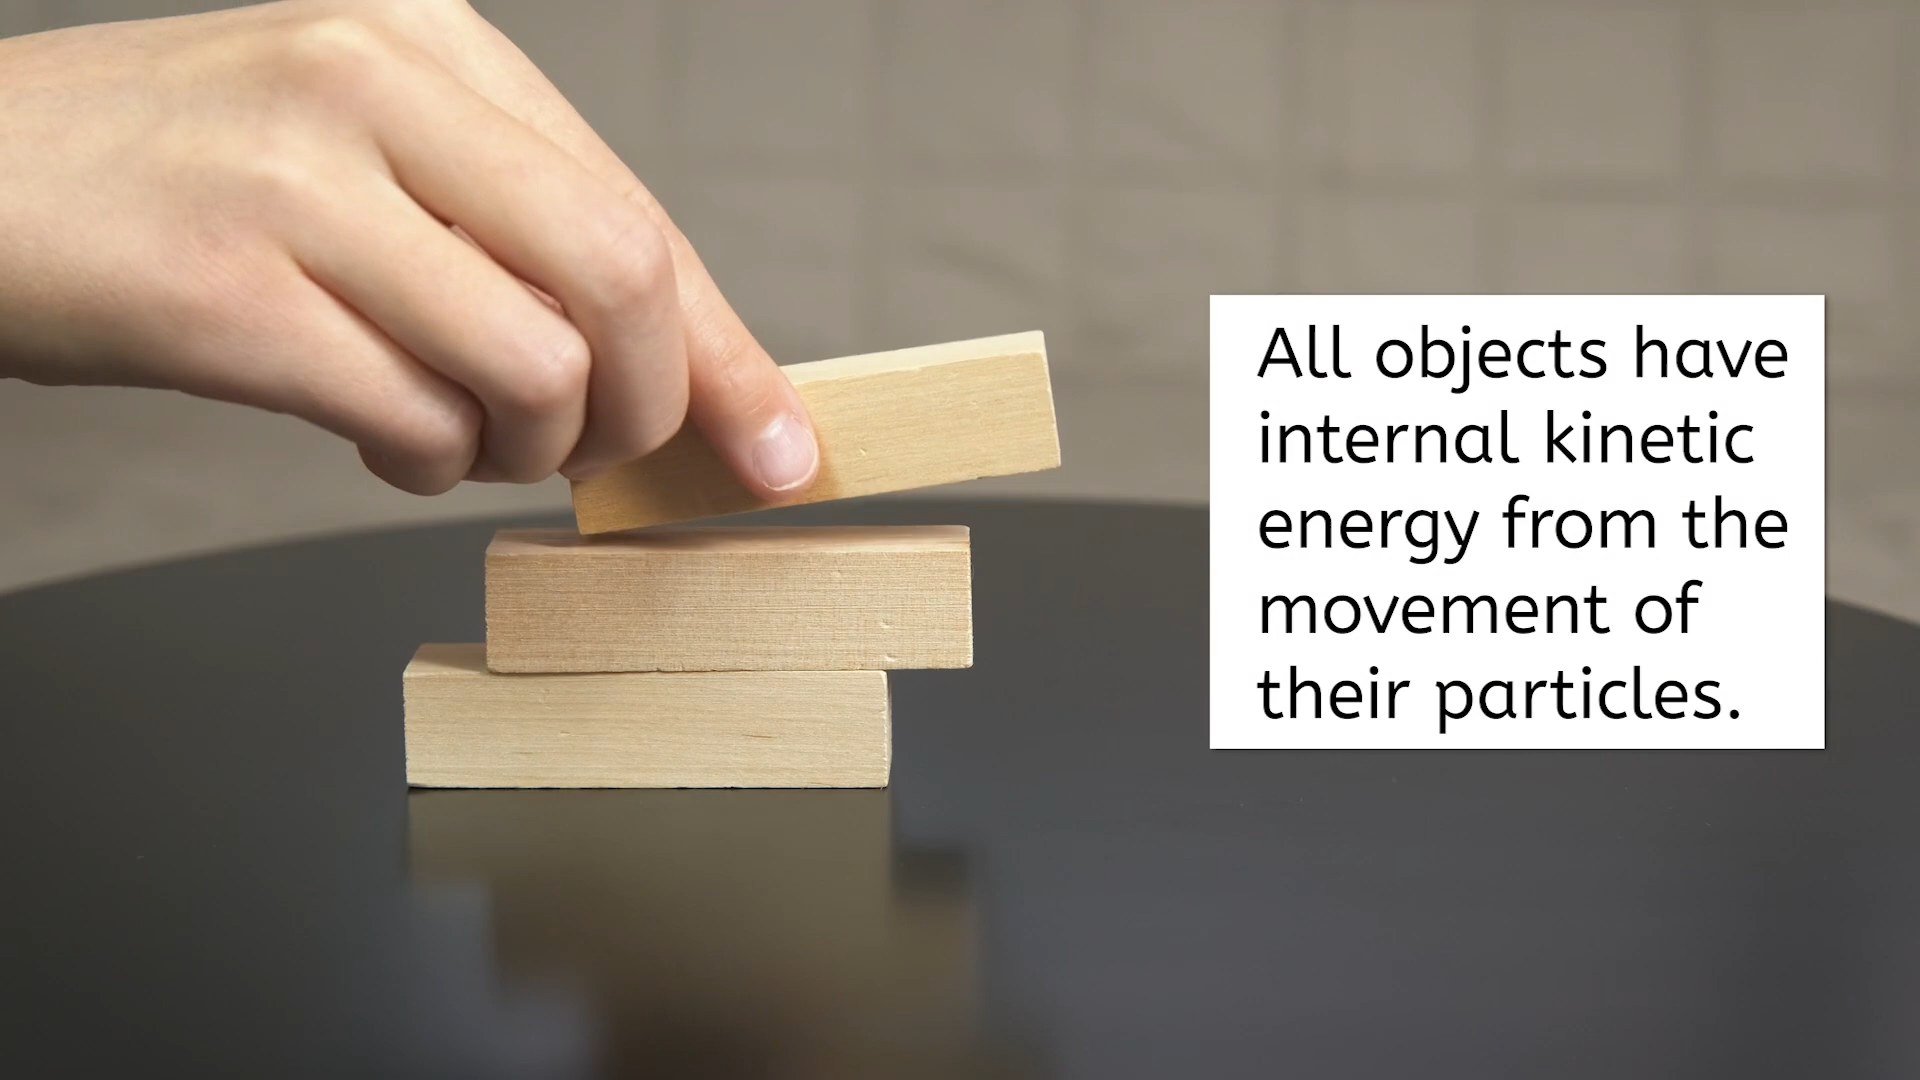 All objects have
internal kinetic
energy from the
movement of
their particles.